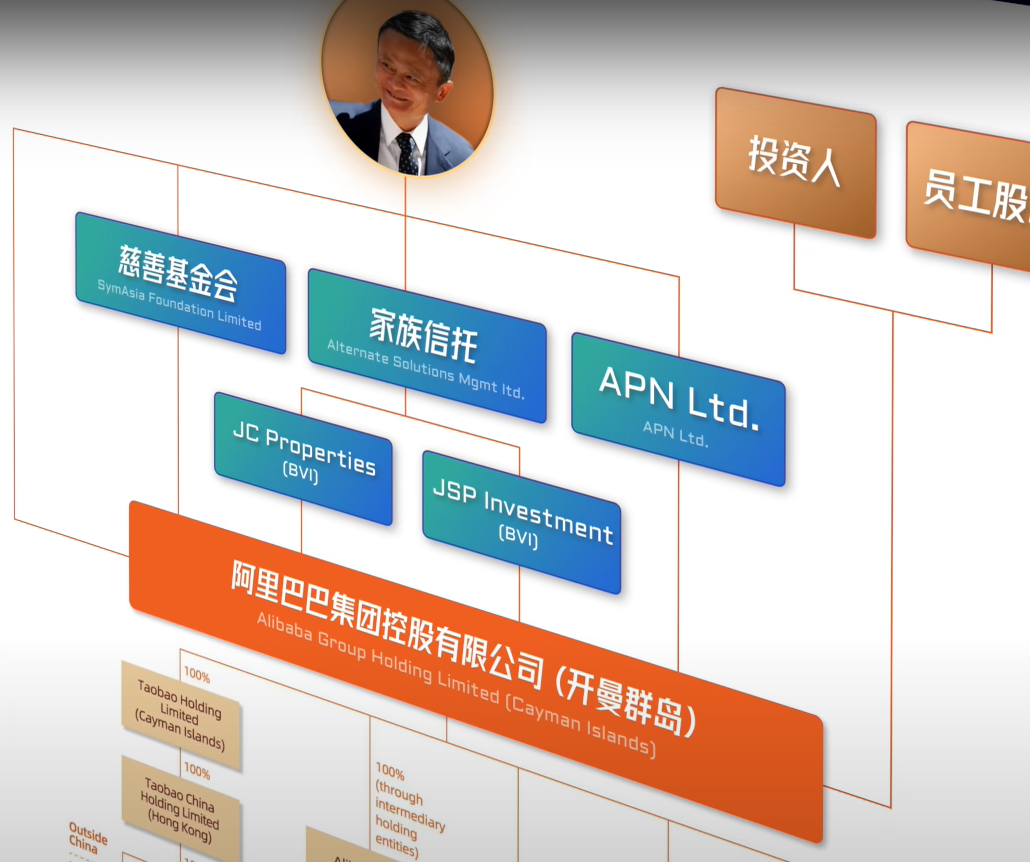 投资人
员工股
慈善基金会
SymAsia Foundation Limited
家族信托
Alternate Solutions Mgmt ltd.
APN Ltd.
APN Ltd.
JC Properties
(BVI)
JSP Investment
(BVI)
阿里巴巴集团控股有限公司 (开曼群岛)
Alibaba Group Holding Limited (Cayman Islands)
100%
Taobao Holding
Limited
(Cayman Islands)
100%
Taobao China
Holding Limited
(Hong Kong)
100%
(through
intermediary
holding
entities)
Outside
China